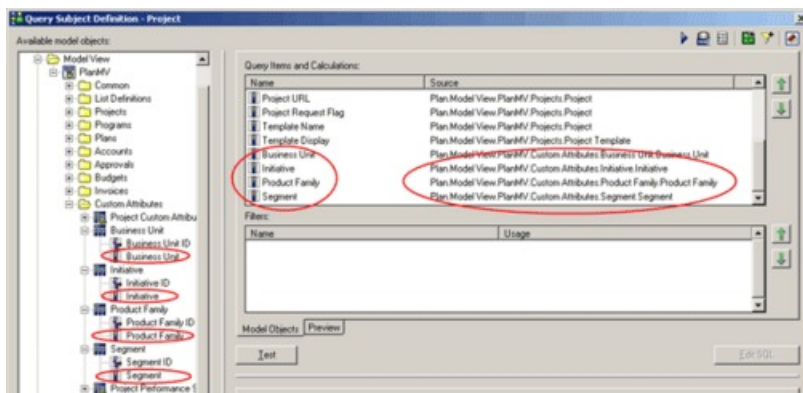 Query Subject Definition - Project
Available model objects:
Model View
PlanMV
Common
List Definitions
Projects
Programs
Plans
Accounts
Approvals
Budgets
Invoices
Custom Attributes
Project Custom Attribu
Business Unit
Business Unit ID
Business Unit
Initiative
Initiative ID
Initiative
Product Family
Product Family ID
Product Family
Segment
Segment ID
Segment
Project Performance S
Query Items and Calculations:
Name Source
Project URL Plan.Model View.PlanMV.Projects.Project
Project Request Flag Plan.Model View.PlanMV.Projects.Project
Template Name Plan.Model View.PlanMV.Projects.Project
Template Display Plan.Model View.PlanMV.Projects.Project Template
Business Unit Plan.Model View.PlanMV.Custom Attributes.Business Unit.Business Unit
Initiative Plan.Model View.PlanMV.Custom Attributes.Initiative.Initiative
Product Family Plan.Model View.PlanMV.Custom Attributes.Product Family.Product Family
Segment Plan.Model View.PlanMV.Custom Attributes.Segment.Segment
Filters:
Name Usage
Model Objects Preview
Test Edit SQL